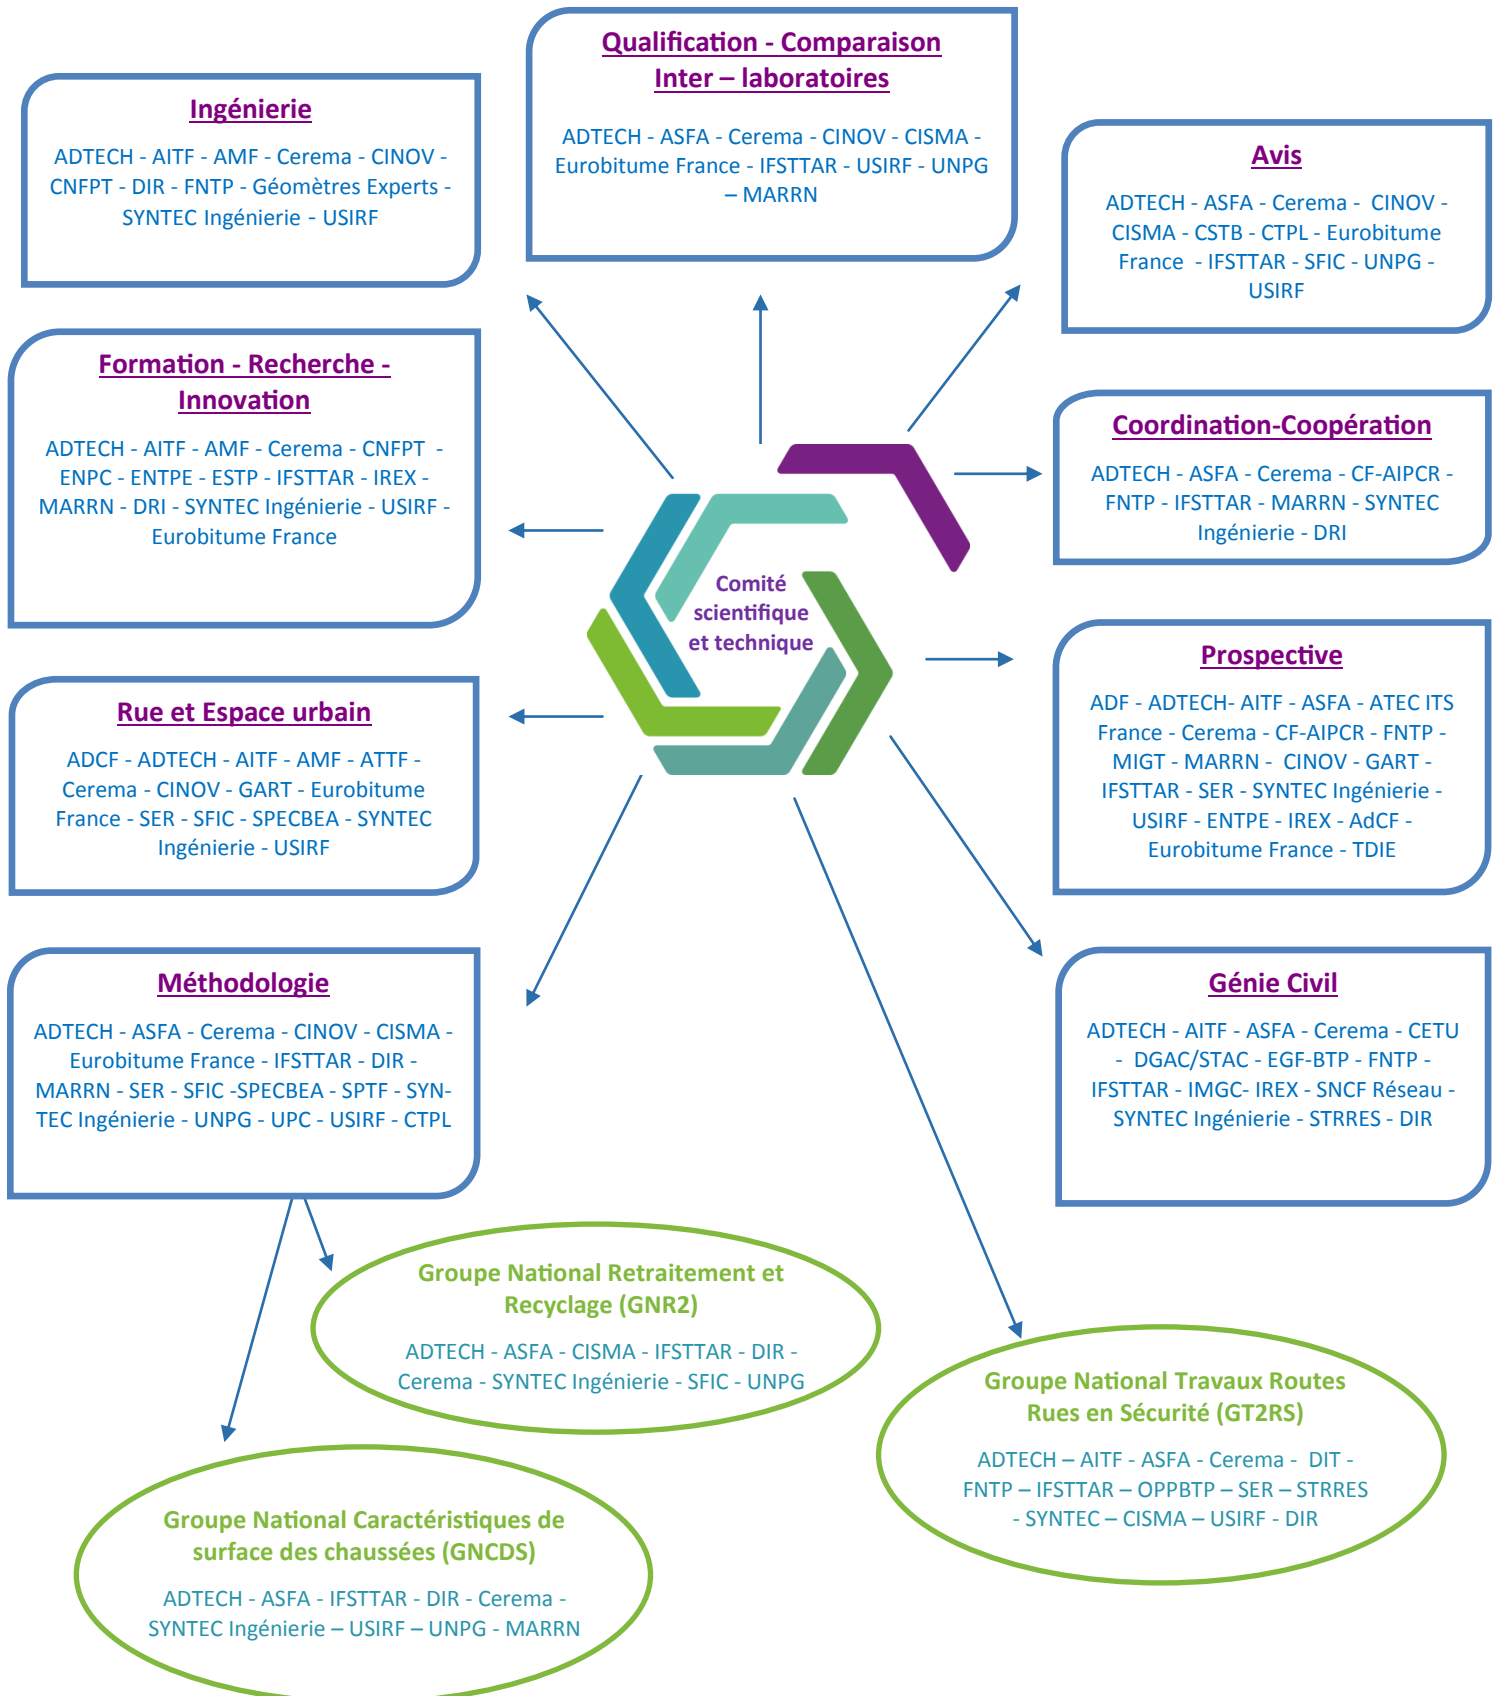 Qualification - Comparaison
Inter – laboratoires
ADTECH - ASFA - Cerema - CINOV - CISMA -
Eurobitume France - IFSTTAR - USIRF - UNPG
– MARRN
Ingénierie
ADTECH - AITF - AMF - Cerema - CINOV -
CNFPT - DIR - FNTP - Géomètres Experts -
SYNTEC Ingénierie - USIRF
Avis
ADTECH - ASFA - Cerema - CINOV -
CISMA - CSTB - CTPL - Eurobitume
France - IFSTTAR - SFIC - UNPG -
USIRF
Formation - Recherche -
Innovation
ADTECH - AITF - AMF - Cerema - CNFPT -
ENPC - ENTPE - ESTP - IFSTTAR - IREX -
MARRN - DRI - SYNTEC Ingénierie - USIRF -
Eurobitume France
Coordination-Coopération
ADTECH - ASFA - Cerema - CF-AIPCR -
FNTP - IFSTTAR - MARRN - SYNTEC
Ingénierie - DRI
Comité
scientifique
et technique
Prospective
ADF - ADTECH- AITF - ASFA - ATEC ITS
France - Cerema - CF-AIPCR - FNTP -
MIGT - MARRN - CINOV - GART -
IFSTTAR - SER - SYNTEC Ingénierie -
USIRF - ENTPE - IREX - AdCF -
Eurobitume France - TDIE
Rue et Espace urbain
ADCF - ADTECH - AITF - AMF - ATTF -
Cerema - CINOV - GART - Eurobitume
France - SER - SFIC - SPECBEA - SYNTEC
Ingénierie - USIRF
Méthodologie
ADTECH - ASFA - Cerema - CINOV - CISMA -
Eurobitume France - IFSTTAR - DIR -
MARRN - SER - SFIC -SPECBEA - SPTF - SYN-
TEC Ingénierie - UNPG - UPC - USIRF - CTPL
Génie Civil
ADTECH - AITF - ASFA - Cerema - CETU
- DGAC/STAC - EGF-BTP - FNTP -
IFSTTAR - IMGC- IREX - SNCF Réseau -
SYNTEC Ingénierie - STRRES - DIR
Groupe National Retraitement et
Recyclage (GNR2)
ADTECH - ASFA - CISMA - IFSTTAR - DIR -
Cerema - SYNTEC Ingénierie - SFIC - UNPG
Groupe National Travaux Routes
Rues en Sécurité (GT2RS)
ADTECH – AITF - ASFA - Cerema - DIT -
FNTP – IFSTTAR – OPPBTP – SER – STRRES
- SYNTEC – CISMA – USIRF - DIR
Groupe National Caractéristiques de
surface des chaussées (GNCDS)
ADTECH - ASFA - IFSTTAR - DIR - Cerema -
SYNTEC Ingénierie – USIRF – UNPG - MARRN